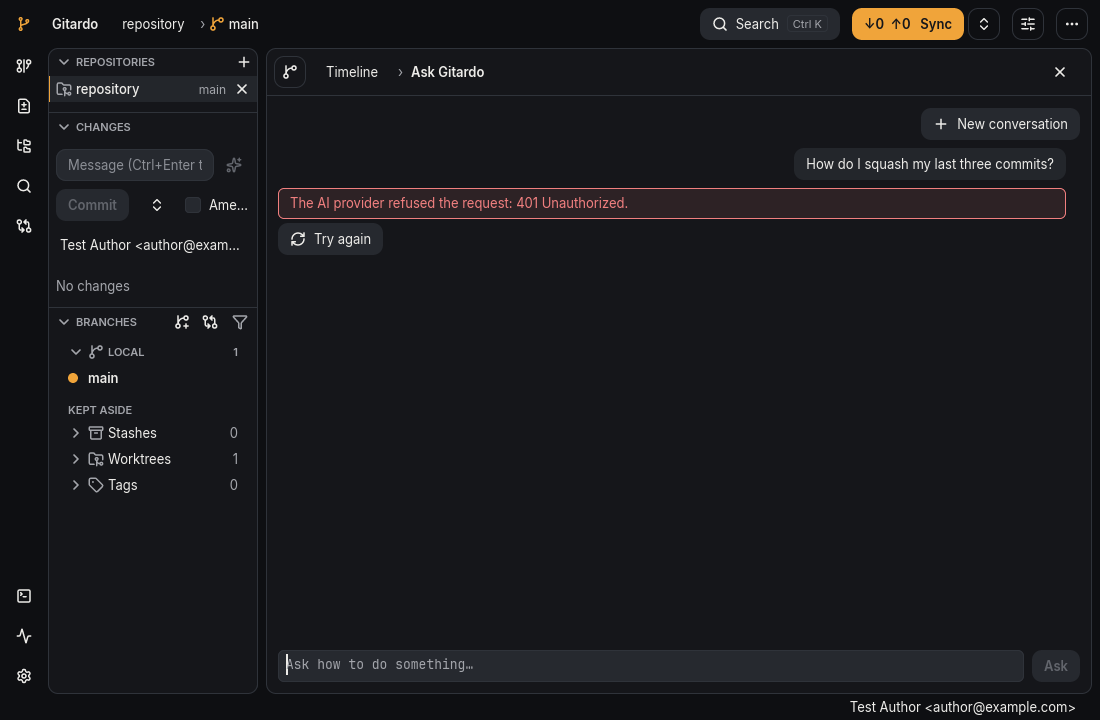 Gitardo repository › main Search Ctrl K ↓0 ↑0 Sync
REPOSITORIES
repository main
CHANGES
Message (Ctrl+Enter t
Commit Ame...
Test Author <author@exam...
No changes
BRANCHES
LOCAL 1
main
KEPT ASIDE
Stashes 0
Worktrees 1
Tags 0
Timeline › Ask Gitardo
New conversation
How do I squash my last three commits?
The AI provider refused the request: 401 Unauthorized.
Try again
Ask how to do something…
Ask
Test Author <author@example.com>